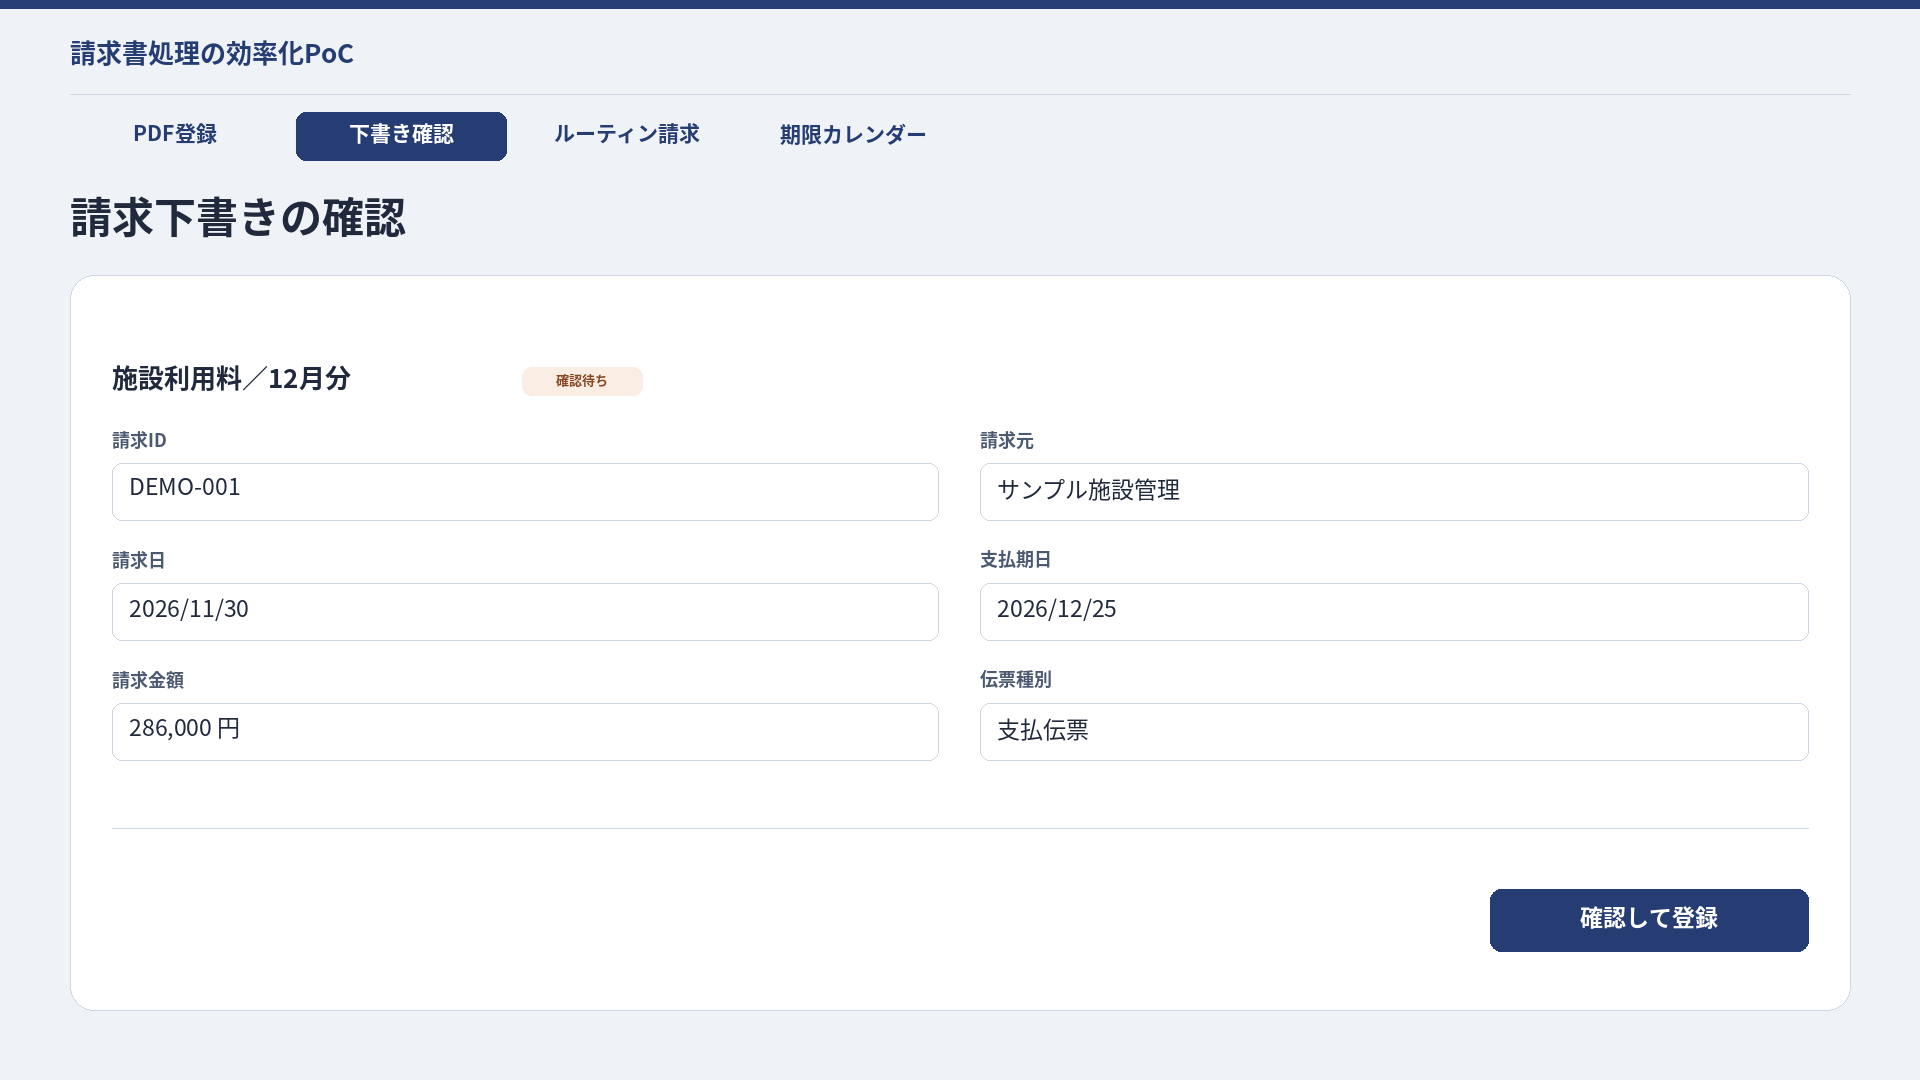 請求書処理の効率化PoC
PDF登録
下書き確認
ルーティン請求
期限カレンダー
請求下書きの確認
施設利用料／12月分
確認待ち
請求ID
請求元
DEMO-001
サンプル施設管理
請求日
支払期日
2026/11/30
2026/12/25
請求金額
伝票種別
286,000 円
支払伝票
確認して登録